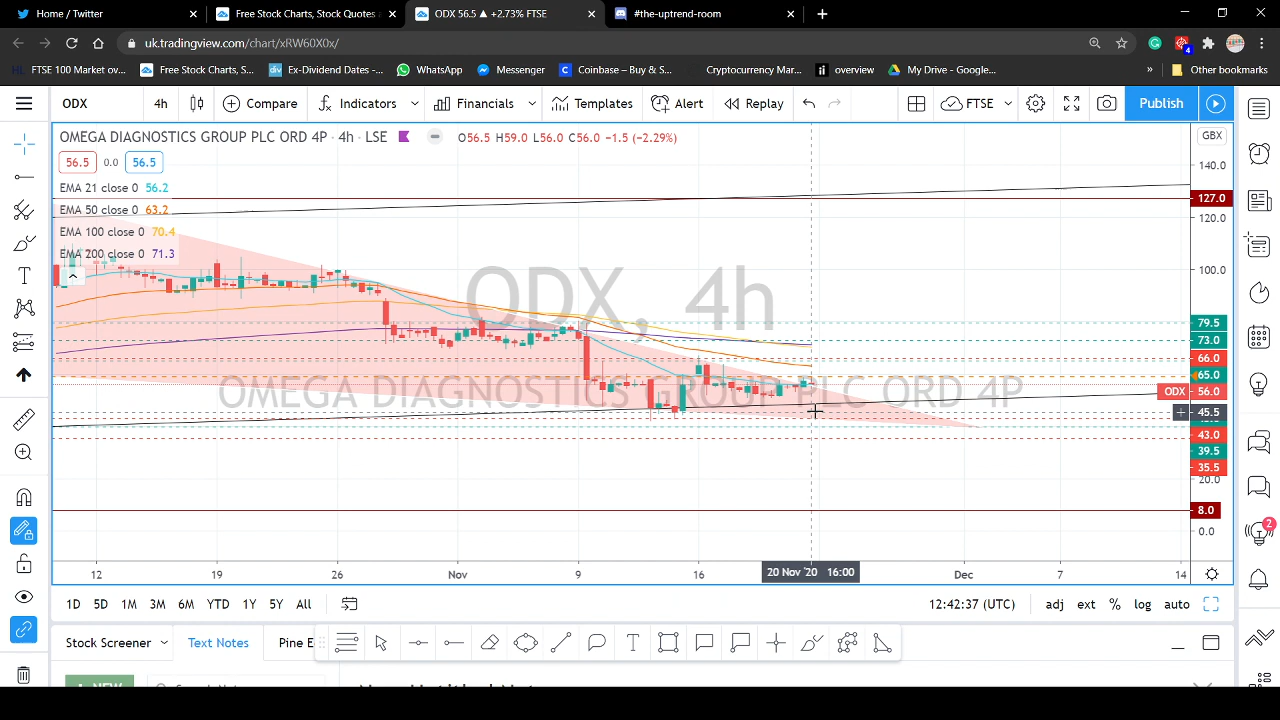 Home / Twitter
Free Stock Charts, Stock Quotes a
ODX 56.5 ▲ +2.73% FTSE
#the-uptrend-room
uk.tradingview.com/chart/xRW60X0x/
4
FTSE 100 Market ov...
Free Stock Charts, S...
Ex-Dividend Dates -...
WhatsApp
Messenger
Coinbase – Buy & S...
Cryptocurrency Mar...
overview
My Drive - Google...
»
Other bookmarks
ODX
4h
Compare
Indicators
Financials
Templates
Alert
Replay
FTSE
Publish
OMEGA DIAGNOSTICS GROUP PLC ORD 4P · 4h · LSE
O56.5 H59.0 L56.0 C56.0 −1.5 (−2.29%)
GBX
56.5 0.0 56.5
EMA 21 close 0 56.2
EMA 50 close 0 63.2
EMA 100 close 0 70.4
EMA 200 close 0 71.3
ODX, 4h
OMEGA DIAGNOSTICS GROUP PLC ORD 4P
140.0
127.0
120.0
100.0
79.5
73.0
66.0
65.0
ODX 56.0
45.5
43.0
39.5
35.5
20.0
8.0
0.0
12
19
26
Nov
9
16
20 Nov '20 16:00
Dec
7
14
1D
5D
1M
3M
6M
YTD
1Y
5Y
All
12:42:37 (UTC)
adj
ext
%
log
auto
Stock Screener
Text Notes
Pine E
2
NEW